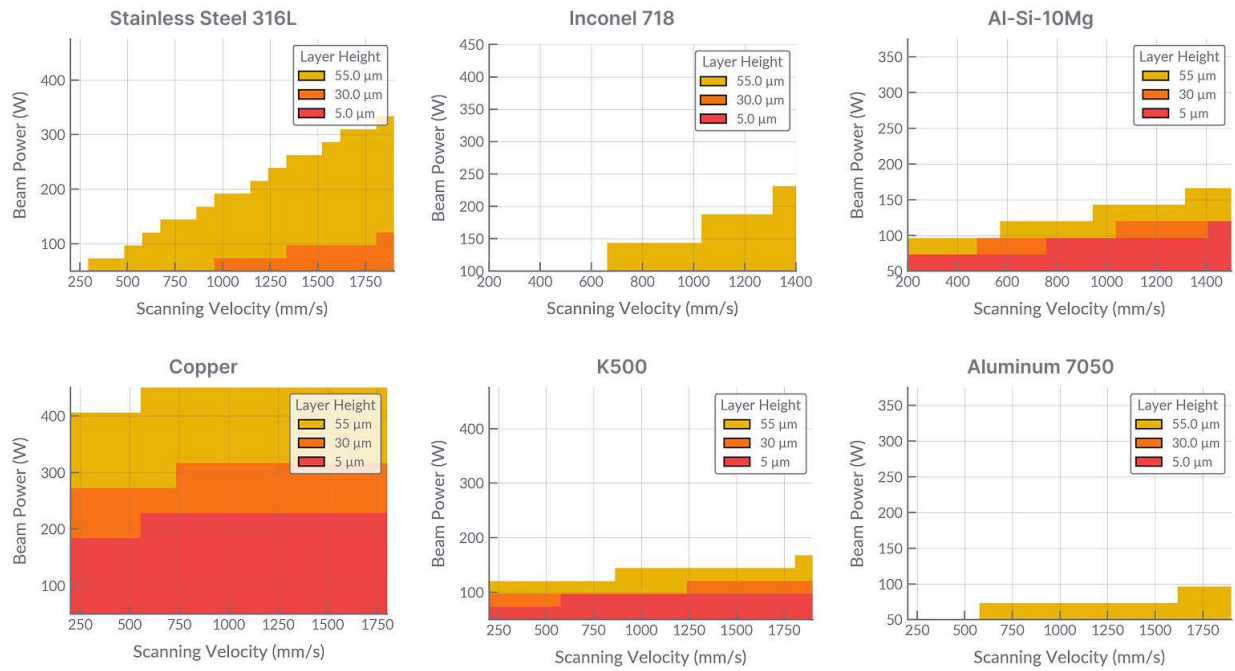 Stainless Steel 316L
Beam Power (W)
400
300
200
100
Layer Height
55.0 μm
30.0 μm
5.0 μm
250 500 750 1000 1250 1500 1750
Scanning Velocity (mm/s)
Inconel 718
Beam Power (W)
450
400
350
300
250
200
150
100
Layer Height
55.0 μm
30.0 μm
5.0 μm
200 400 600 800 1000 1200 1400
Scanning Velocity (mm/s)
Al-Si-10Mg
Beam Power (W)
350
300
250
200
150
100
50
Layer Height
55 μm
30 μm
5 μm
200 400 600 800 1000 1200 1400
Scanning Velocity (mm/s)
Copper
Beam Power (W)
400
300
200
100
Layer Height
55 μm
30 μm
5 μm
250 500 750 1000 1250 1500 1750
Scanning Velocity (mm/s)
K500
Beam Power (W)
400
300
200
100
Layer Height
55 μm
30 μm
5 μm
250 500 750 1000 1250 1500 1750
Scanning Velocity (mm/s)
Aluminum 7050
Beam Power (W)
350
300
250
200
150
100
50
Layer Height
55.0 μm
30.0 μm
5.0 μm
250 500 750 1000 1250 1500 1750
Scanning Velocity (mm/s)